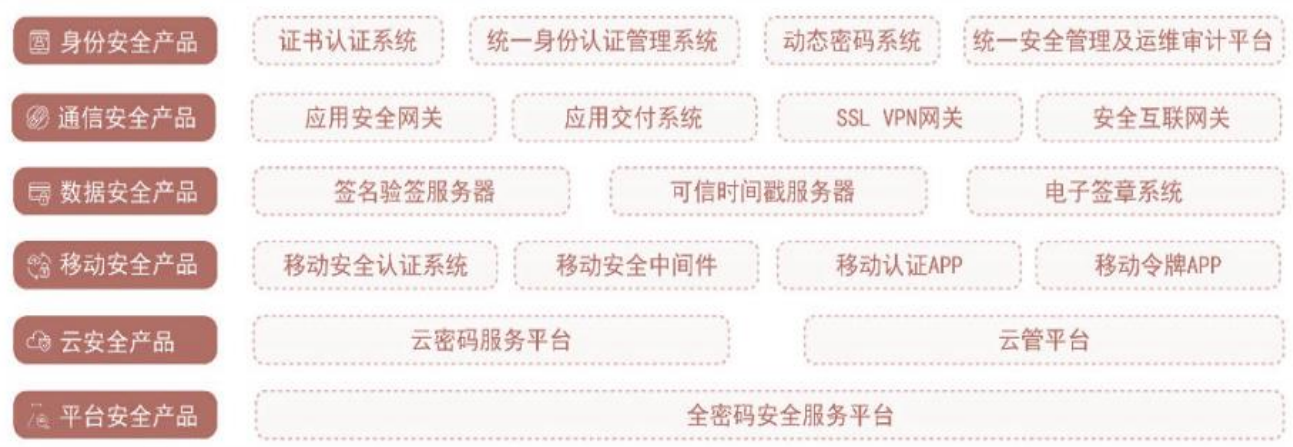 身份安全产品 证书认证系统 统一身份认证管理系统 动态密码系统 统一安全管理及运维审计平台
通信安全产品 应用安全网关 应用交付系统 SSL VPN网关 安全互联网关
数据安全产品 签名验签服务器 可信时间戳服务器 电子签章系统
移动安全产品 移动安全认证系统 移动安全中间件 移动认证APP 移动令牌APP
云安全产品 云密码服务平台 云管平台
平台安全产品 全密码安全服务平台